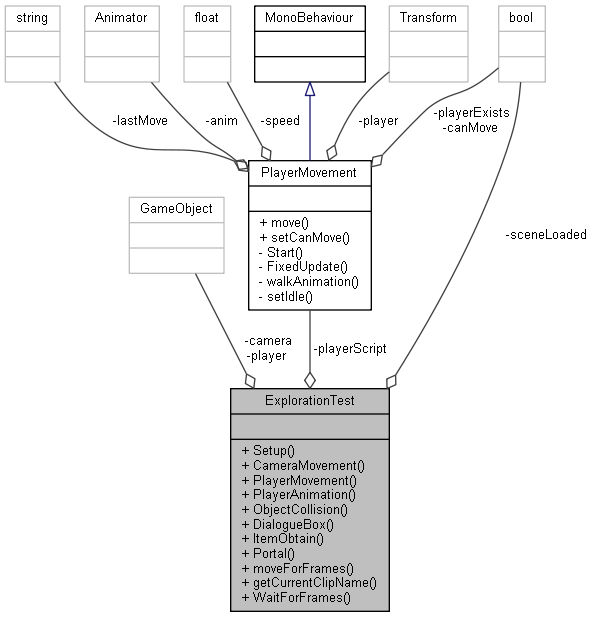 string
Animator
float
MonoBehaviour
Transform
bool
-lastMove
-anim
-speed
-player
-playerExists
-canMove
PlayerMovement
+ move()
+ setCanMove()
- Start()
- FixedUpdate()
- walkAnimation()
- setIdle()
GameObject
-sceneLoaded
-camera
-player
-playerScript
ExplorationTest
+ Setup()
+ CameraMovement()
+ PlayerMovement()
+ PlayerAnimation()
+ ObjectCollision()
+ DialogueBox()
+ ItemObtain()
+ Portal()
+ moveForFrames()
+ getCurrentClipName()
+ WaitForFrames()